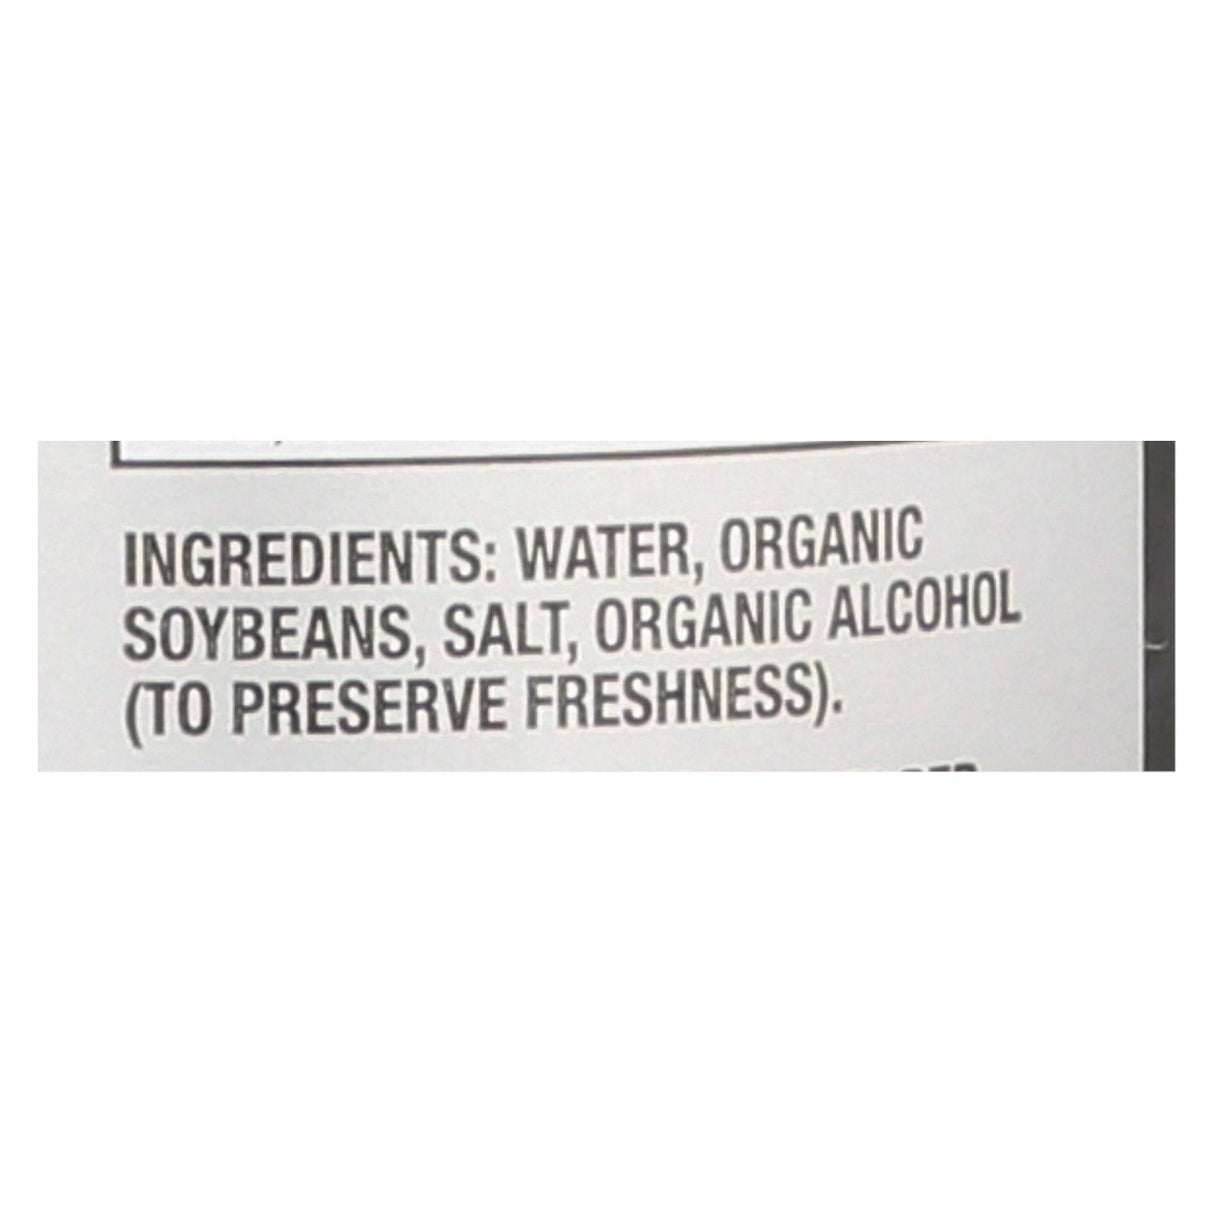 INGREDIENTS: WATER, ORGANIC
SOYBEANS, SALT, ORGANIC ALCOHOL
(TO PRESERVE FRESHNESS).